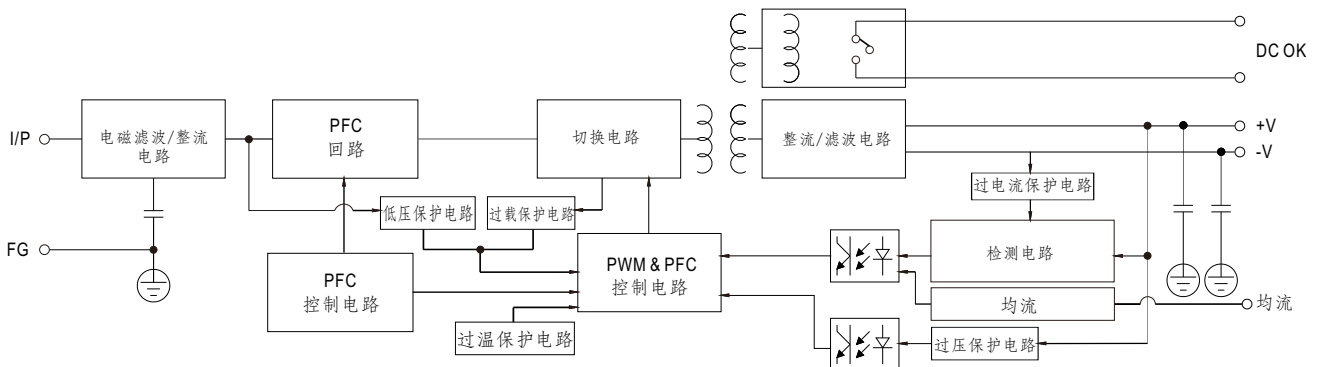 DC OK
I/P
电磁滤波/整流
电路
PFC
回路
切换电路
整流/滤波电路
+V
-V
过电流保护电路
低压保护电路
过载保护电路
FG
PFC
控制电路
PWM & PFC
控制电路
检测电路
均流
均流
过温保护电路
过压保护电路